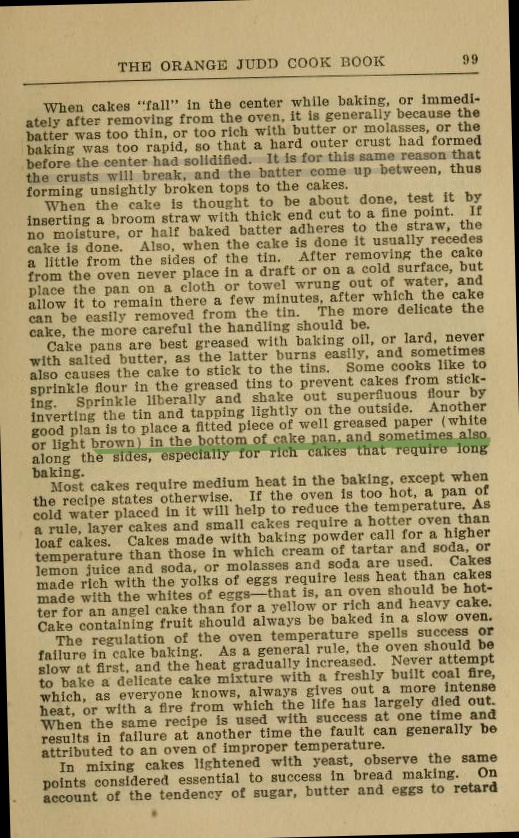 THE ORANGE JUDD COOK BOOK 99
When cakes "fall" in the center while baking, or immedi-
ately after removing from the oven, it is generally because the
batter was too thin, or too rich with butter or molasses, or the
baking was too rapid, so that a hard outer crust had formed
before the center had solidified. It is for this same reason that
the crusts will break, and the batter come up between, thus
forming unsightly broken tops to the cakes.
When the cake is thought to be about done, test it by
inserting a broom straw with thick end cut to a fine point. If
no moisture, or half baked batter adheres to the straw, the
cake is done. Also, when the cake is done it usually recedes
a little from the sides of the tin. After removing the cake
from the oven never place in a draft or on a cold surface, but
place the pan on a cloth or towel wrung out of water, and
allow it to remain there a few minutes, after which the cake
can be easily removed from the tin. The more delicate the
cake, the more careful the handling should be.
Cake pans are best greased with baking oil, or lard, never
with salted butter, as the latter burns easily, and sometimes
also causes the cake to stick to the tins. Some cooks like to
sprinkle flour in the greased tins to prevent cakes from stick-
ing. Sprinkle liberally and shake out superfluous flour by
inverting the tin and tapping lightly on the outside. Another
good plan is to place a fitted piece of well greased paper (white
or light brown) in the bottom of cake pan, and sometimes also
along the sides, especially for rich cakes that require long
baking.
Most cakes require medium heat in the baking, except when
the recipe states otherwise. If the oven is too hot, a pan of
cold water placed in it will help to reduce the temperature. As
a rule, layer cakes and small cakes require a hotter oven than
loaf cakes. Cakes made with baking powder call for a higher
temperature than those in which cream of tartar and soda, or
lemon juice and soda, or molasses and soda are used. Cakes
made rich with the yolks of eggs require less heat than cakes
made with the whites of eggs—that is, an oven should be hot-
ter for an angel cake than for a yellow or rich and heavy cake.
Cake containing fruit should always be baked in a slow oven.
The regulation of the oven temperature spells success or
failure in cake baking. As a general rule, the oven should be
slow at first, and the heat gradually increased. Never attempt
to bake a delicate cake mixture with a freshly built coal fire,
which, as everyone knows, always gives out a more intense
heat, or with a fire from which the life has largely died out.
When the same recipe is used with success at one time and
results in failure at another time the fault can generally be
attributed to an oven of improper temperature.
In mixing cakes lightened with yeast, observe the same
points considered essential to success in bread making. On
account of the tendency of sugar, butter and eggs to retard